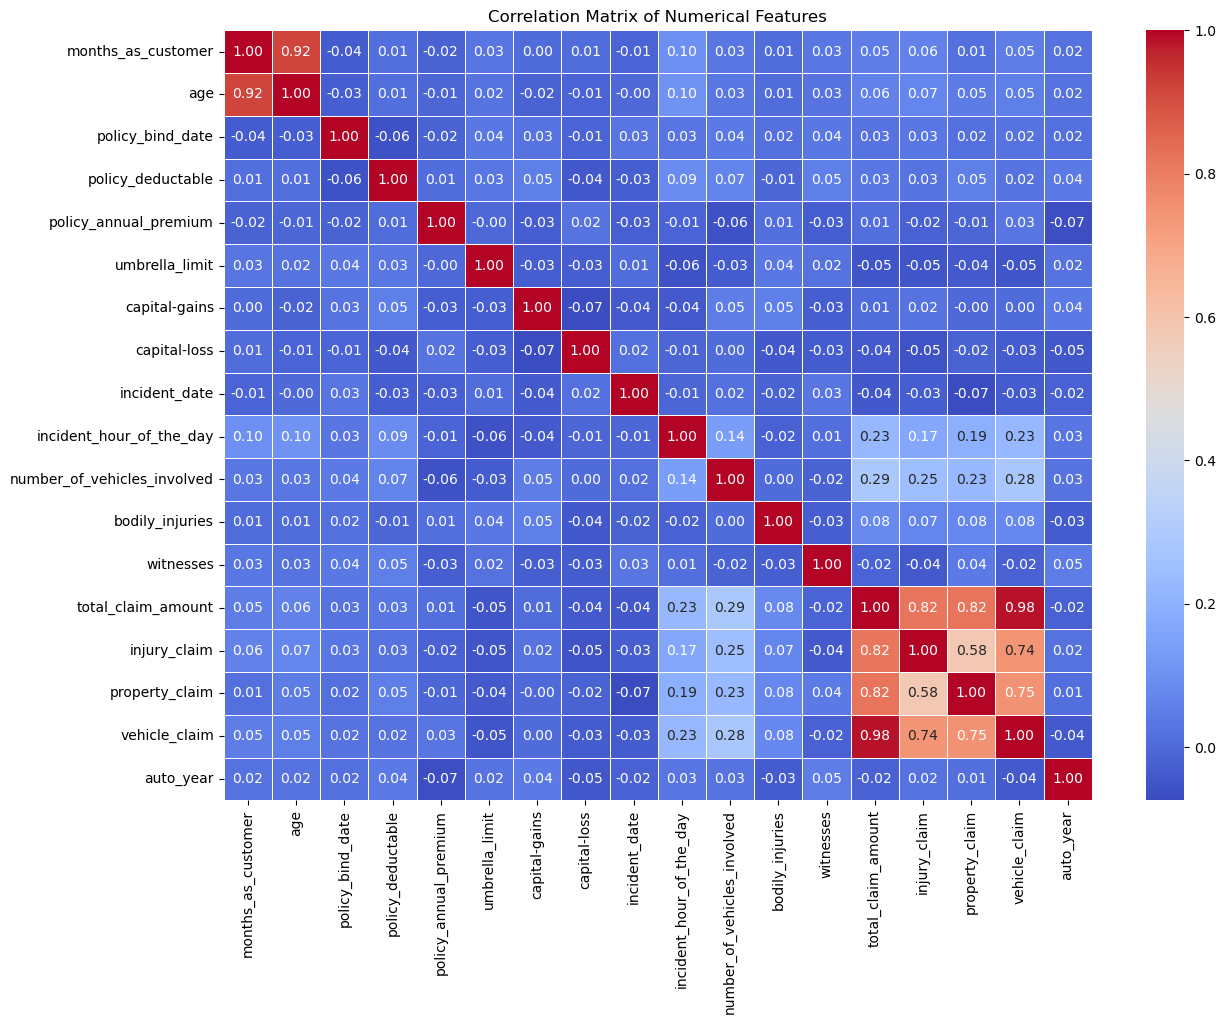 Correlation Matrix of Numerical Features
months_as_customer 1.00 0.92 -0.04 0.01 -0.02 0.03 0.00 0.01 -0.01 0.10 0.03 0.01 0.03 0.05 0.06 0.01 0.05 0.02
age 0.92 1.00 -0.03 0.01 -0.01 0.02 -0.02 -0.01 -0.00 0.10 0.03 0.01 0.03 0.06 0.07 0.05 0.05 0.02
policy_bind_date -0.04 -0.03 1.00 -0.06 -0.02 0.04 0.03 -0.01 0.03 0.03 0.04 0.02 0.04 0.03 0.03 0.02 0.02 0.02
policy_deductable 0.01 0.01 -0.06 1.00 0.01 0.03 0.05 -0.04 -0.03 0.09 0.07 -0.01 0.05 0.03 0.03 0.05 0.02 0.04
policy_annual_premium -0.02 -0.01 -0.02 0.01 1.00 -0.00 -0.03 0.02 -0.03 -0.01 -0.06 0.01 -0.03 0.01 -0.02 -0.01 0.03 -0.07
umbrella_limit 0.03 0.02 0.04 0.03 -0.00 1.00 -0.03 -0.03 0.01 -0.06 -0.03 0.04 0.02 -0.05 -0.05 -0.04 -0.05 0.02
capital-gains 0.00 -0.02 0.03 0.05 -0.03 -0.03 1.00 -0.07 -0.04 -0.04 0.05 0.05 -0.03 0.01 0.02 -0.00 0.00 0.04
capital-loss 0.01 -0.01 -0.01 -0.04 0.02 -0.03 -0.07 1.00 0.02 -0.01 0.00 -0.04 -0.03 -0.04 -0.05 -0.02 -0.03 -0.05
incident_date -0.01 -0.00 0.03 -0.03 -0.03 0.01 -0.04 0.02 1.00 -0.01 0.02 -0.02 0.03 -0.04 -0.03 -0.07 -0.03 -0.02
incident_hour_of_the_day 0.10 0.10 0.03 0.09 -0.01 -0.06 -0.04 -0.01 -0.01 1.00 0.14 -0.02 0.01 0.23 0.17 0.19 0.23 0.03
number_of_vehicles_involved 0.03 0.03 0.04 0.07 -0.06 -0.03 0.05 0.00 0.02 0.14 1.00 0.00 -0.02 0.29 0.25 0.23 0.28 0.03
bodily_injuries 0.01 0.01 0.02 -0.01 0.01 0.04 0.05 -0.04 -0.02 -0.02 0.00 1.00 -0.03 0.08 0.07 0.08 0.08 -0.03
witnesses 0.03 0.03 0.04 0.05 -0.03 0.02 -0.03 -0.03 0.03 0.01 -0.02 -0.03 1.00 -0.02 -0.04 0.04 -0.02 0.05
total_claim_amount 0.05 0.06 0.03 0.03 0.01 -0.05 0.01 -0.04 -0.04 0.23 0.29 0.08 -0.02 1.00 0.82 0.82 0.98 -0.02
injury_claim 0.06 0.07 0.03 0.03 -0.02 -0.05 0.02 -0.05 -0.03 0.17 0.25 0.07 -0.04 0.82 1.00 0.58 0.74 0.02
property_claim 0.01 0.05 0.02 0.05 -0.01 -0.04 -0.00 -0.02 -0.07 0.19 0.23 0.08 0.04 0.82 0.58 1.00 0.75 0.01
vehicle_claim 0.05 0.05 0.02 0.02 0.03 -0.05 0.00 -0.03 -0.03 0.23 0.28 0.08 -0.02 0.98 0.74 0.75 1.00 -0.04
auto_year 0.02 0.02 0.02 0.04 -0.07 0.02 0.04 -0.05 -0.02 0.03 0.03 -0.03 0.05 -0.02 0.02 0.01 -0.04 1.00
months_as_customer
age
policy_bind_date
policy_deductable
policy_annual_premium
umbrella_limit
capital-gains
capital-loss
incident_date
incident_hour_of_the_day
number_of_vehicles_involved
bodily_injuries
witnesses
total_claim_amount
injury_claim
property_claim
vehicle_claim
auto_year
1.0
0.8
0.6
0.4
0.2
0.0